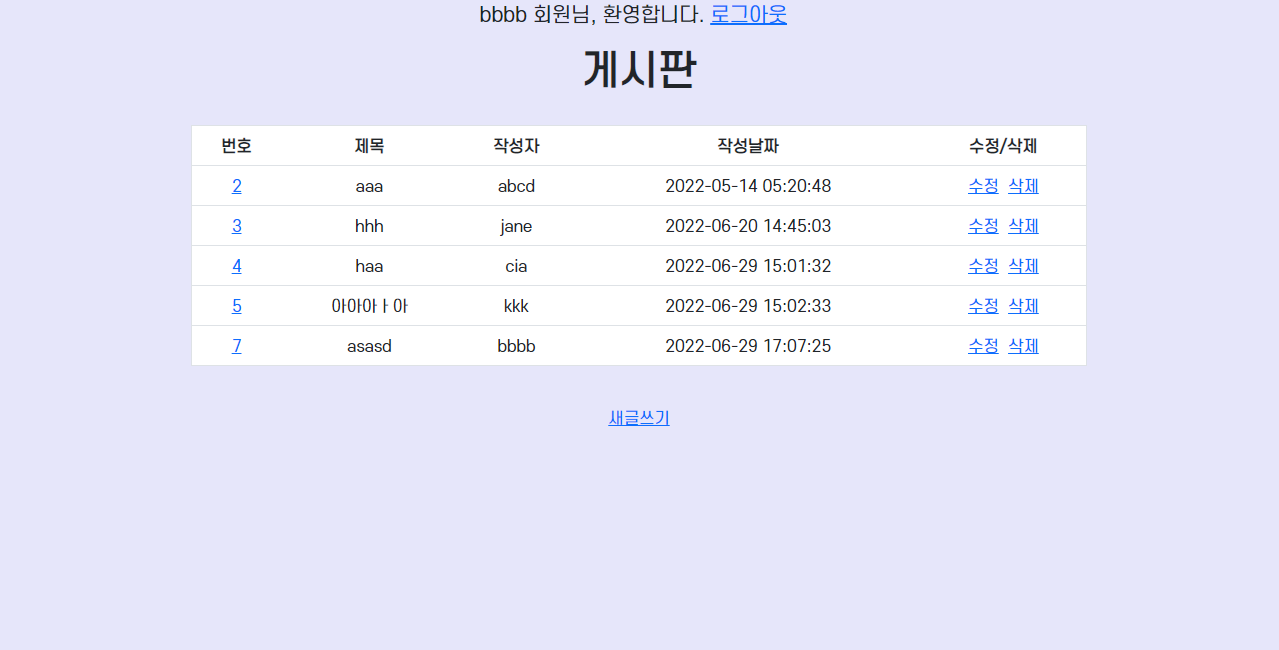 bbbb 회원님, 환영합니다. 로그아웃
게시판
번호 제목 작성자 작성날짜 수정/삭제
2 aaa abcd 2022-05-14 05:20:48 수정 삭제
3 hhh jane 2022-06-20 14:45:03 수정 삭제
4 haa cia 2022-06-29 15:01:32 수정 삭제
5 아아아ㅏ아 kkk 2022-06-29 15:02:33 수정 삭제
7 asasd bbbb 2022-06-29 17:07:25 수정 삭제
새글쓰기